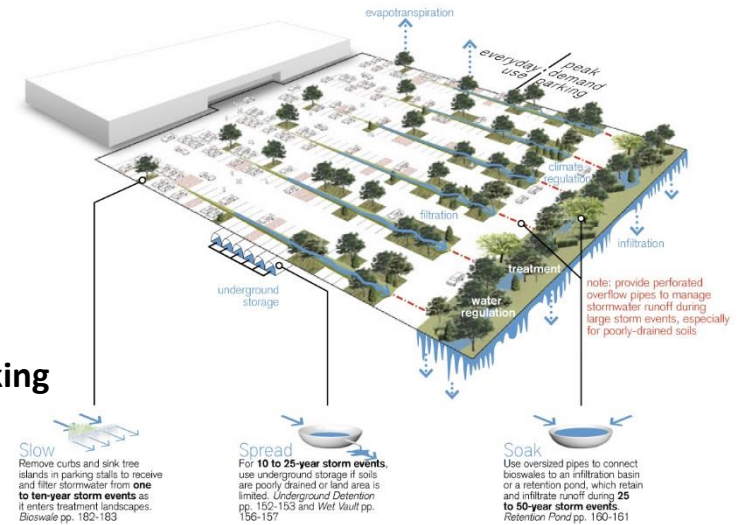 evapotranspiration
everyday use
peak demand parking
climate regulation
filtration
infiltration
treatment
water regulation
underground storage
note: provide perforated
overflow pipes to manage
stormwater runoff during
large storm events, especially
for poorly-drained soils
king
Slow
Remove curbs and sink tree
islands in parking stalls to receive
and filter stormwater from one
to ten-year storm events as
it enters treatment landscapes.
Bioswale pp. 182-183
Spread
For 10 to 25-year storm events,
use underground storage if soils
are poorly drained or land area is
limited. Underground Detention
pp. 152-153 and Wet Vault pp.
156-157
Soak
Use oversized pipes to connect
bioswales to an infiltration basin
or a retention pond, which retain
and infiltrate runoff during 25
to 50-year storm events.
Retention Pond pp. 160-161